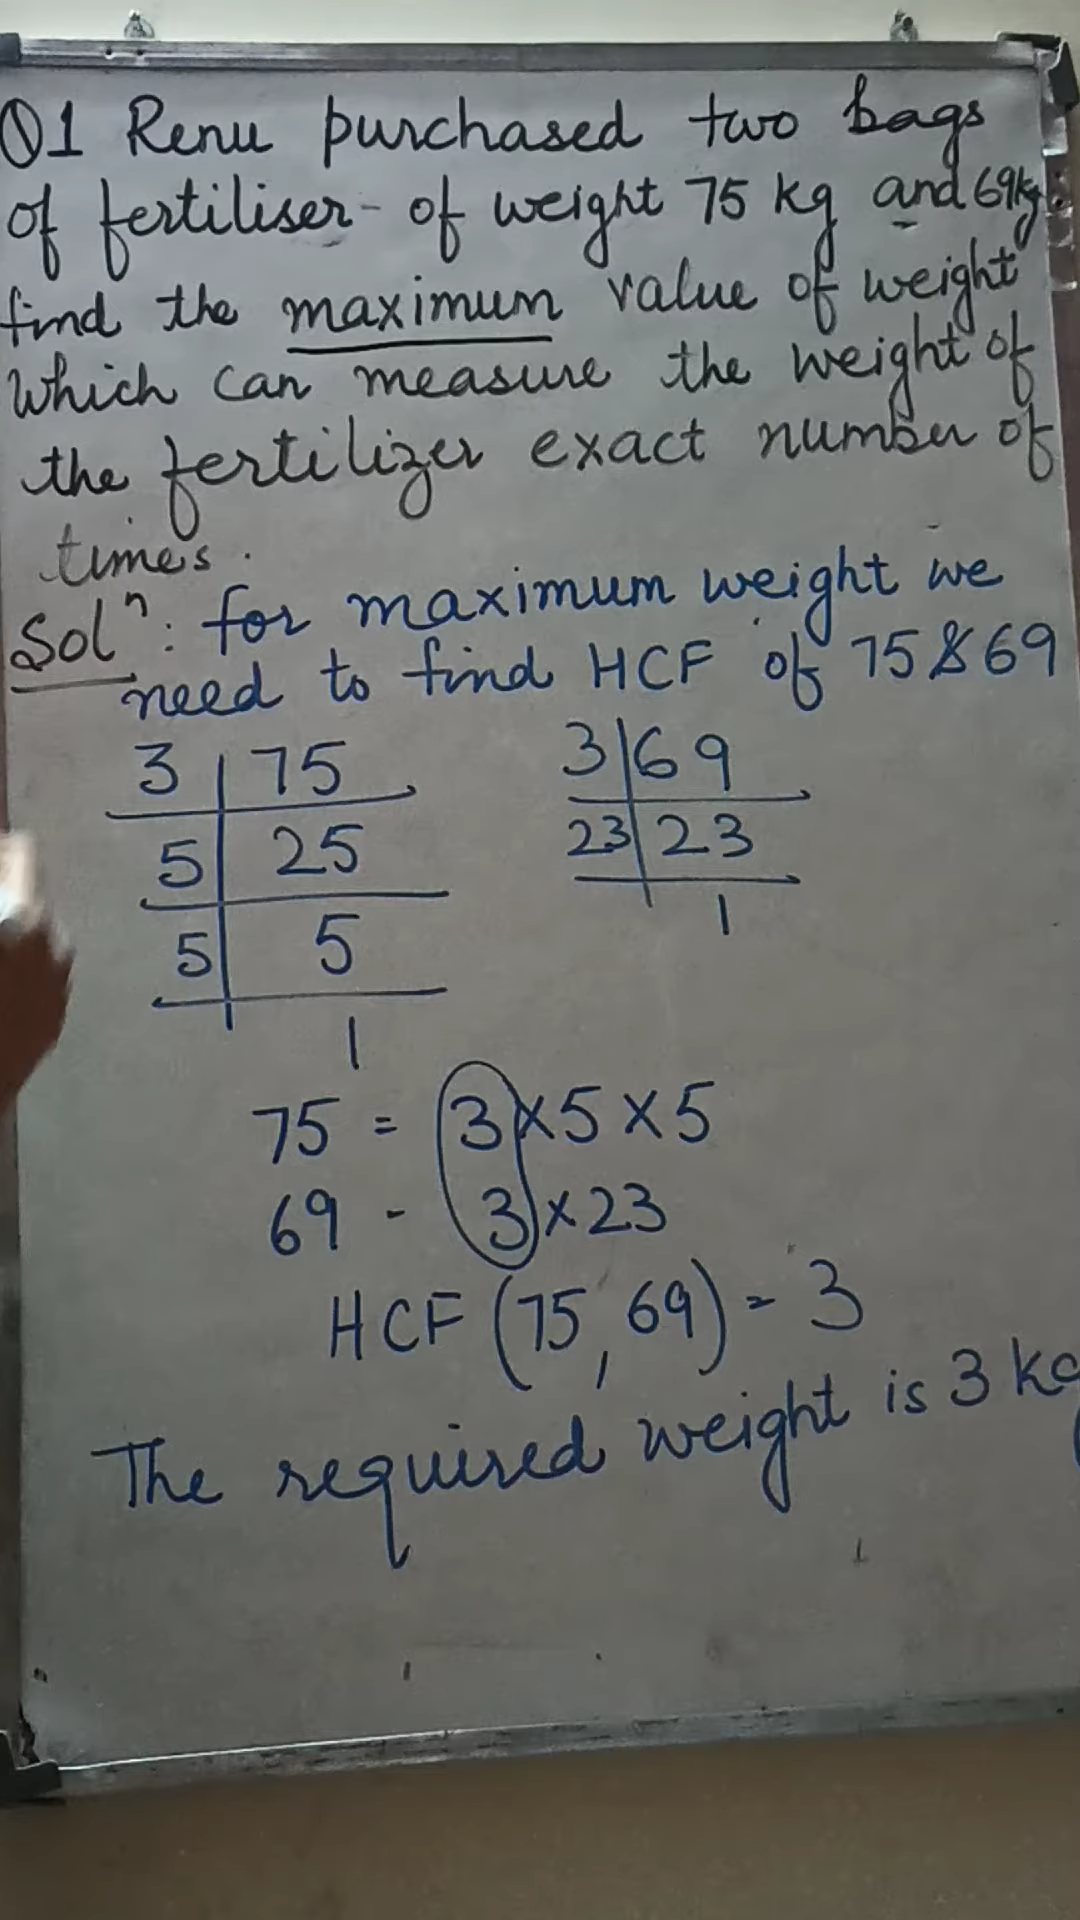 Q1 Renu purchased two bags
of fertiliser of weight 75 kg and 69kg.
find the maximum value of weight
which can measure the weight of
the fertilizer exact number of
times.
Solⁿ: for maximum weight we
need to find HCF of 75 & 69
3 | 75 3 | 69
5 | 25 23 | 23
5 | 5 1
1
75 = 3 × 5 × 5
69 - 3 × 23
HCF (75, 69) = 3
The required weight is 3 kg